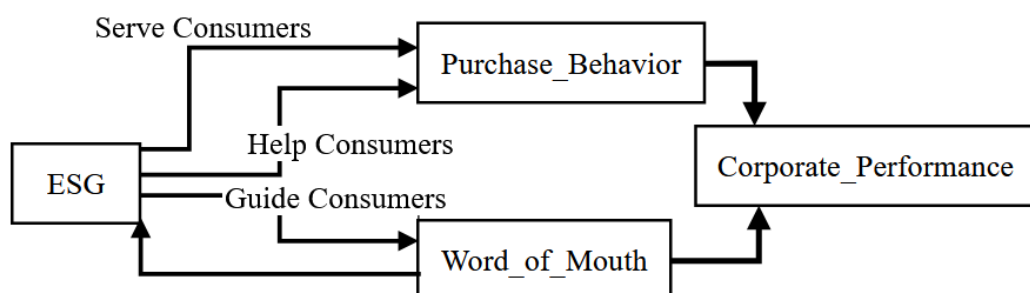 Serve Consumers
Purchase_Behavior
Help Consumers
Corporate_Performance
ESG
Guide Consumers
Word_of_Mouth